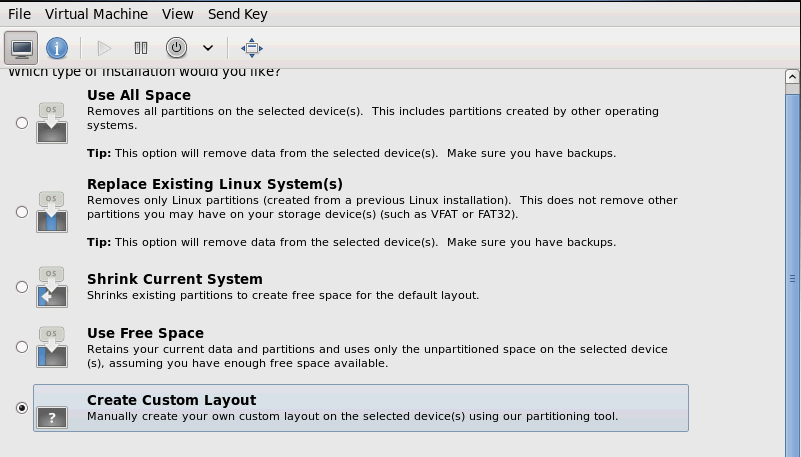 File Virtual Machine View Send Key
Which type of installation would you like?
OS
Use All Space
Removes all partitions on the selected device(s). This includes partitions created by other operating
systems.
Tip: This option will remove data from the selected device(s). Make sure you have backups.
OS
Replace Existing Linux System(s)
Removes only Linux partitions (created from a previous Linux installation). This does not remove other
partitions you may have on your storage device(s) (such as VFAT or FAT32).
Tip: This option will remove data from the selected device(s). Make sure you have backups.
OS
Shrink Current System
Shrinks existing partitions to create free space for the default layout.
OS
Use Free Space
Retains your current data and partitions and uses only the unpartitioned space on the selected device
(s), assuming you have enough free space available.
?
Create Custom Layout
Manually create your own custom layout on the selected device(s) using our partitioning tool.